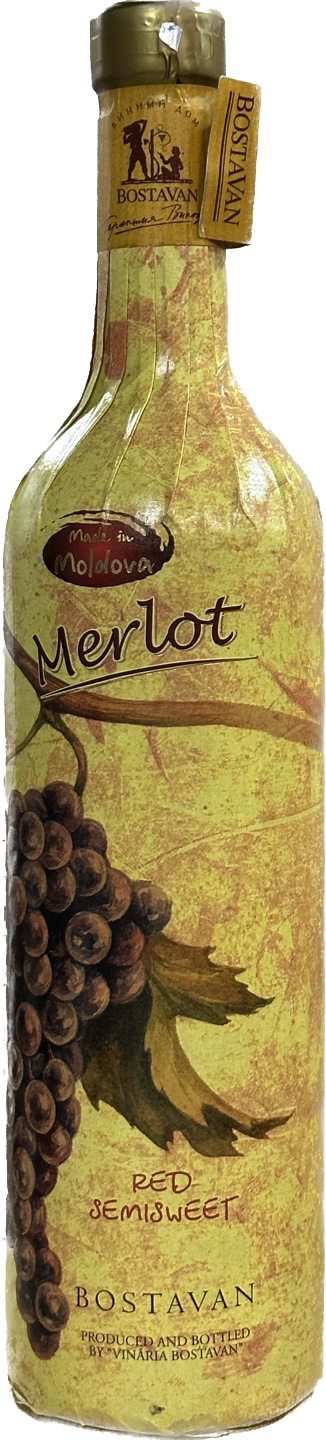 ВИННЫЙ ДОМ
BOSTAVAN
BOSTAVAN
Made in
Moldova
Merlot
RED
SEMISWEET
BOSTAVAN
PRODUCED AND BOTTLED
BY "VINĂRIA BOSTAVAN"